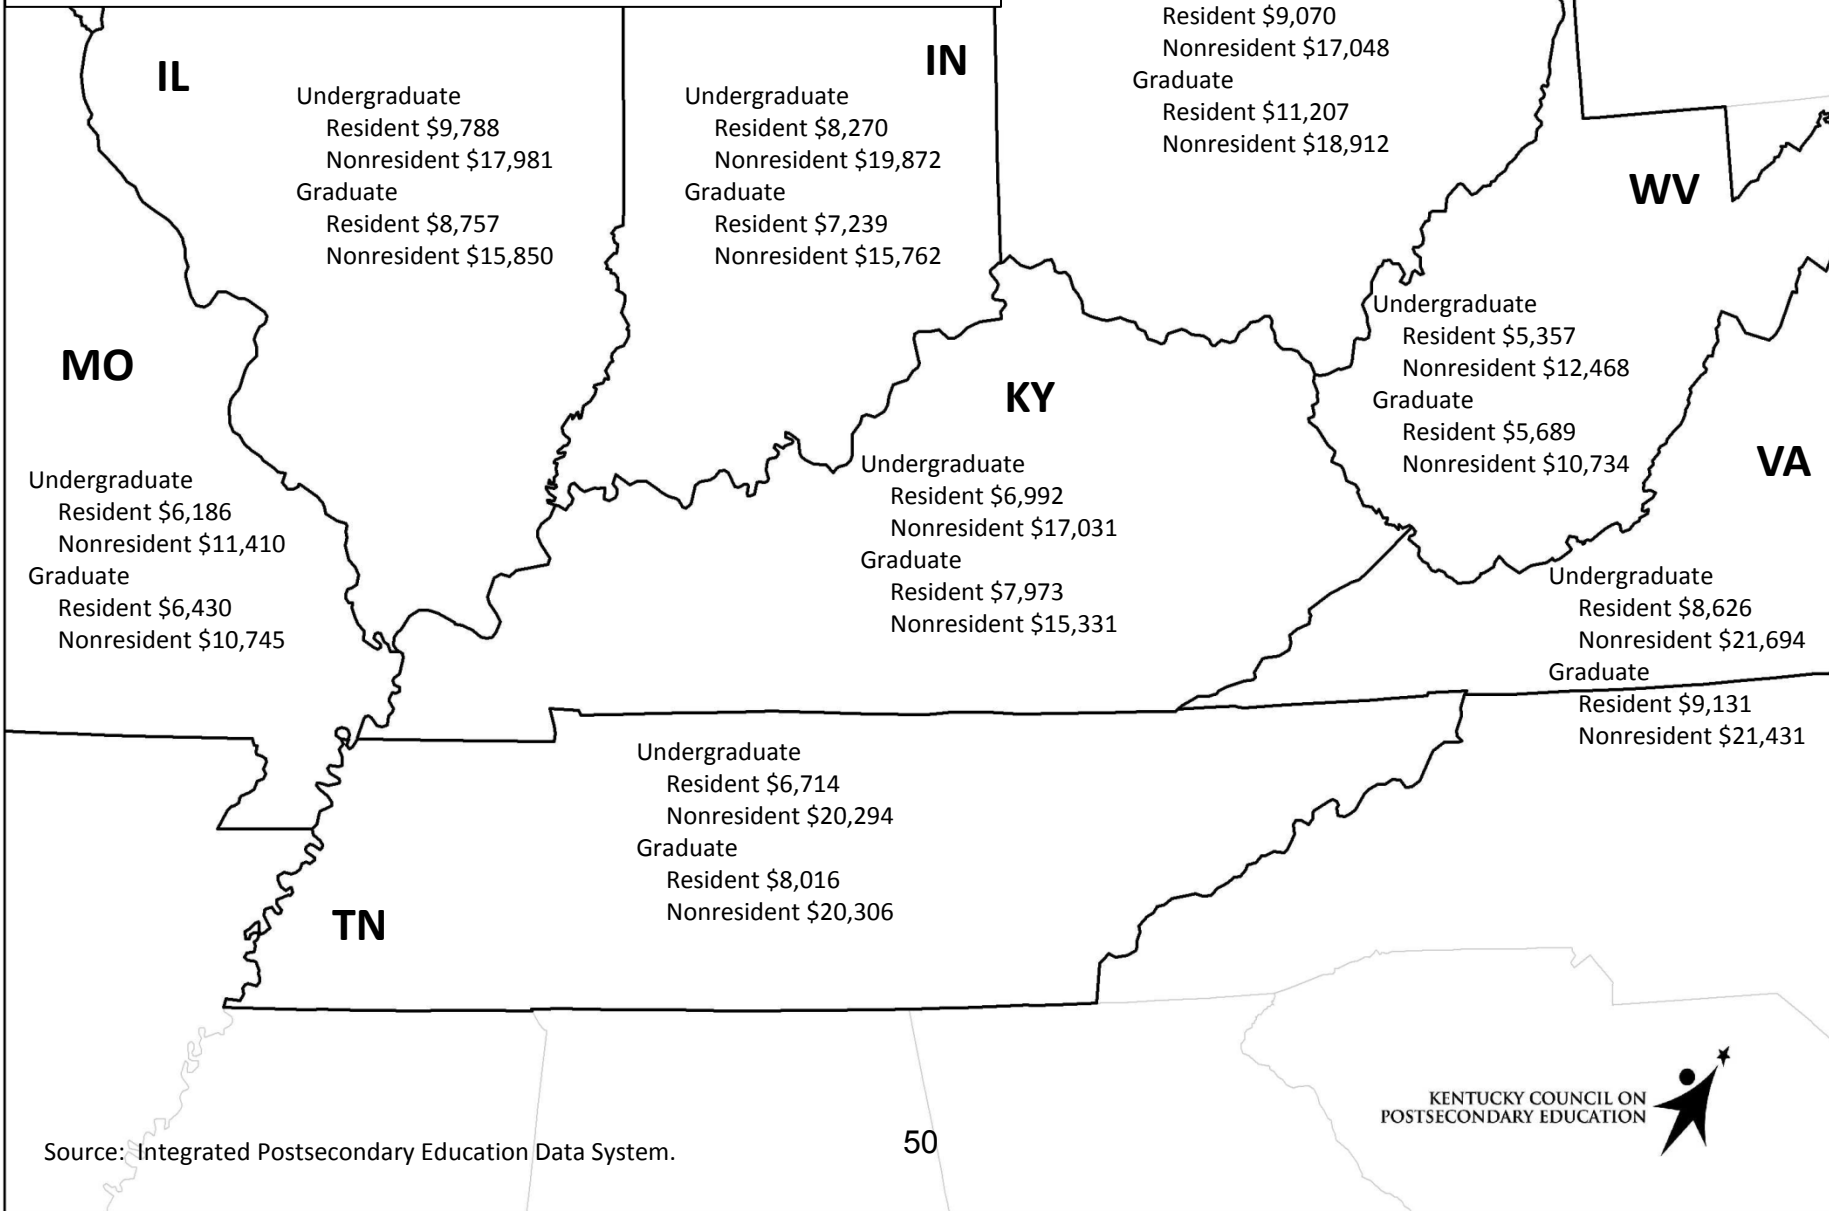 Resident $9,070
Nonresident $17,048
Graduate
Resident $11,207
Nonresident $18,912
IL
Undergraduate
Resident $9,788
Nonresident $17,981
Graduate
Resident $8,757
Nonresident $15,850
IN
Undergraduate
Resident $8,270
Nonresident $19,872
Graduate
Resident $7,239
Nonresident $15,762
WV
Undergraduate
Resident $5,357
Nonresident $12,468
Graduate
Resident $5,689
Nonresident $10,734
MO
Undergraduate
Resident $6,186
Nonresident $11,410
Graduate
Resident $6,430
Nonresident $10,745
KY
Undergraduate
Resident $6,992
Nonresident $17,031
Graduate
Resident $7,973
Nonresident $15,331
VA
Undergraduate
Resident $8,626
Nonresident $21,694
Graduate
Resident $9,131
Nonresident $21,431
TN
Undergraduate
Resident $6,714
Nonresident $20,294
Graduate
Resident $8,016
Nonresident $20,306
KENTUCKY COUNCIL ON
POSTSECONDARY EDUCATION
Source: Integrated Postsecondary Education Data System.
50